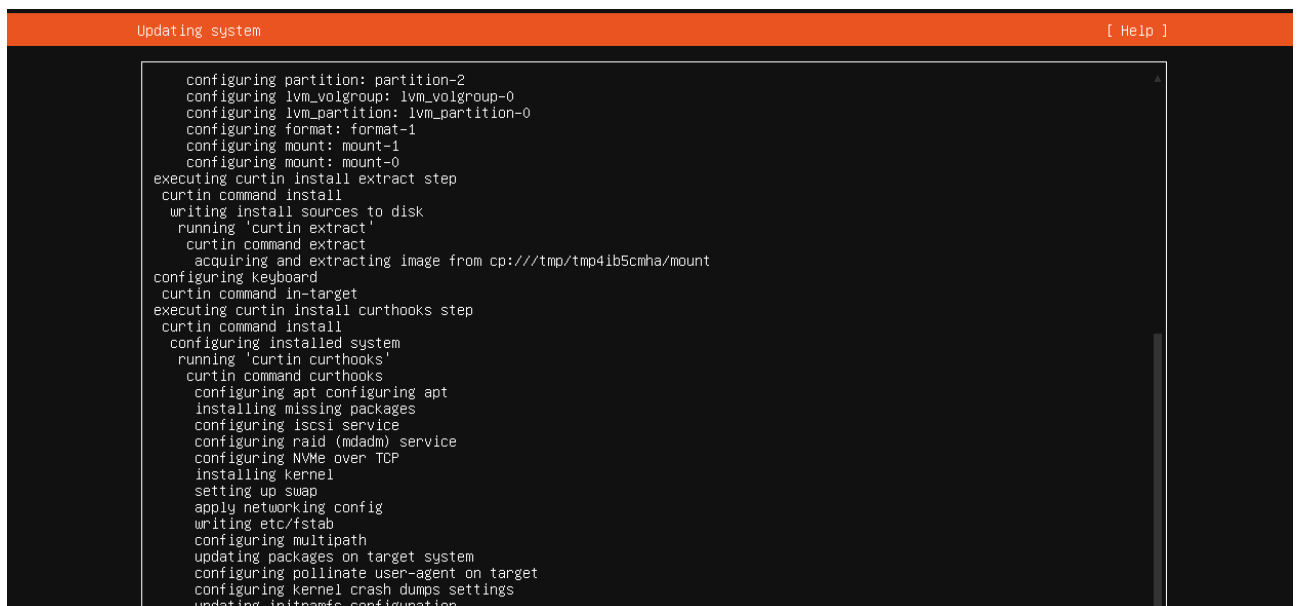 Updating system
[ Help ]
configuring partition: partition-2
configuring lvm_volgroup: lvm_volgroup-0
configuring lvm_partition: lvm_partition-0
configuring format: format-1
configuring mount: mount-1
configuring mount: mount-0
executing curtin install extract step
curtin command install
writing install sources to disk
running 'curtin extract'
curtin command extract
acquiring and extracting image from cp:///tmp/tmp4ib5cmha/mount
configuring keyboard
curtin command in-target
executing curtin install curthooks step
curtin command install
configuring installed system
running 'curtin curthooks'
curtin command curthooks
configuring apt configuring apt
installing missing packages
configuring iscsi service
configuring raid (mdadm) service
configuring NVMe over TCP
installing kernel
setting up swap
apply networking config
writing etc/fstab
configuring multipath
updating packages on target system
configuring pollinate user-agent on target
configuring kernel crash dumps settings
updating initramfs configuration